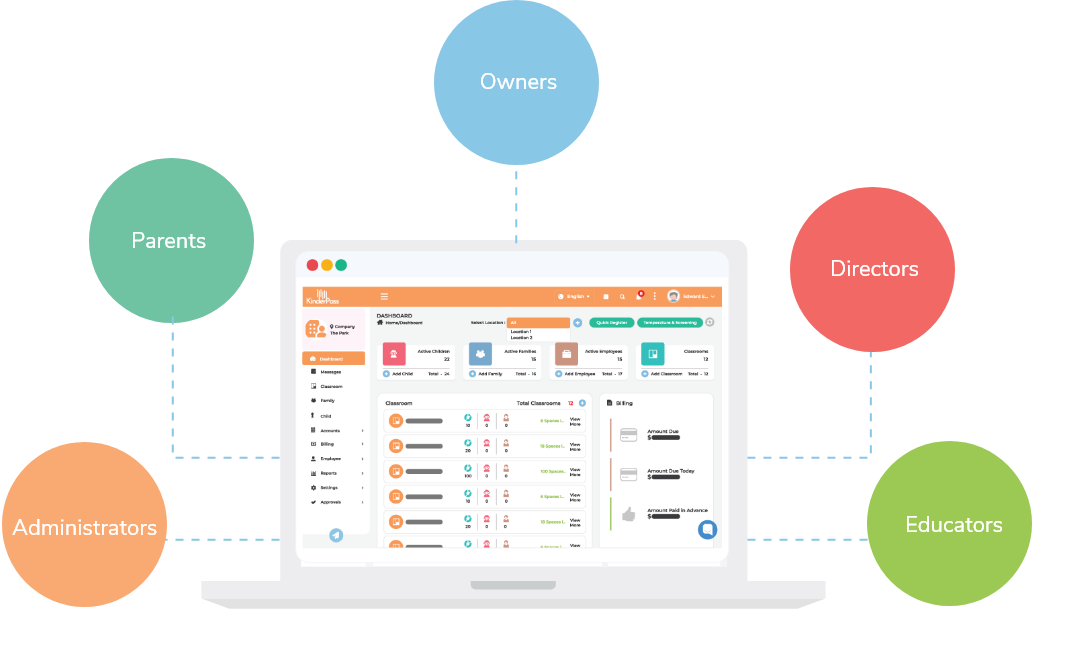 Owners
Parents
Directors
Administrators
Educators
KinderPass
English
Edward S...
Company
The Park
DASHBOARD
Home/Dashboard
Select Location :
All
Location 1
Location 2
Quick Register
Temperature & Screening
Active Children
22
Add Child
Total - 24
Active Families
15
Add Family
Total - 16
Active Employees
15
Add Employee
Total - 17
Classrooms
12
Add Classroom
Total - 12
Dashboard
Messages
Classroom
Family
Child
Accounts
Billing
Employee
Reports
Settings
Approvals
Classroom
Total Classrooms
12
10
0
0
6 Spaces l..
View
More
20
0
0
18 Spaces l..
View
More
100
0
0
100 Spaces..
View
More
10
0
0
6 Spaces l..
View
More
20
0
0
18 Spaces l..
View
More
View
Billing
Amount Due
$
Amount Due Today
$
Amount Paid in Advance
$